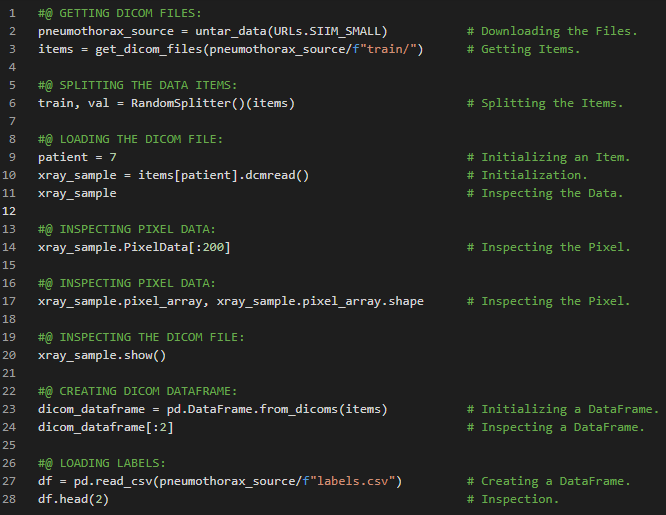 1 #@ GETTING DICOM FILES:
2 pneumothorax_source = untar_data(URLs.SIIM_SMALL) # Downloading the Files.
3 items = get_dicom_files(pneumothorax_source/f"train/") # Getting Items.
4
5 #@ SPLITTING THE DATA ITEMS:
6 train, val = RandomSplitter()(items) # Splitting the Items.
7
8 #@ LOADING THE DICOM FILE:
9 patient = 7 # Initializing an Item.
10 xray_sample = items[patient].dcmread() # Initialization.
11 xray_sample # Inspecting the Data.
12
13 #@ INSPECTING PIXEL DATA:
14 xray_sample.PixelData[:200] # Inspecting the Pixel.
15
16 #@ INSPECTING PIXEL DATA:
17 xray_sample.pixel_array, xray_sample.pixel_array.shape # Inspecting the Pixel.
18
19 #@ INSPECTING THE DICOM FILE:
20 xray_sample.show()
21
22 #@ CREATING DICOM DATAFRAME:
23 dicom_dataframe = pd.DataFrame.from_dicoms(items) # Initializing a DataFrame.
24 dicom_dataframe[:2] # Inspecting a DataFrame.
25
26 #@ LOADING LABELS:
27 df = pd.read_csv(pneumothorax_source/f"labels.csv") # Creating a DataFrame.
28 df.head(2) # Inspection.